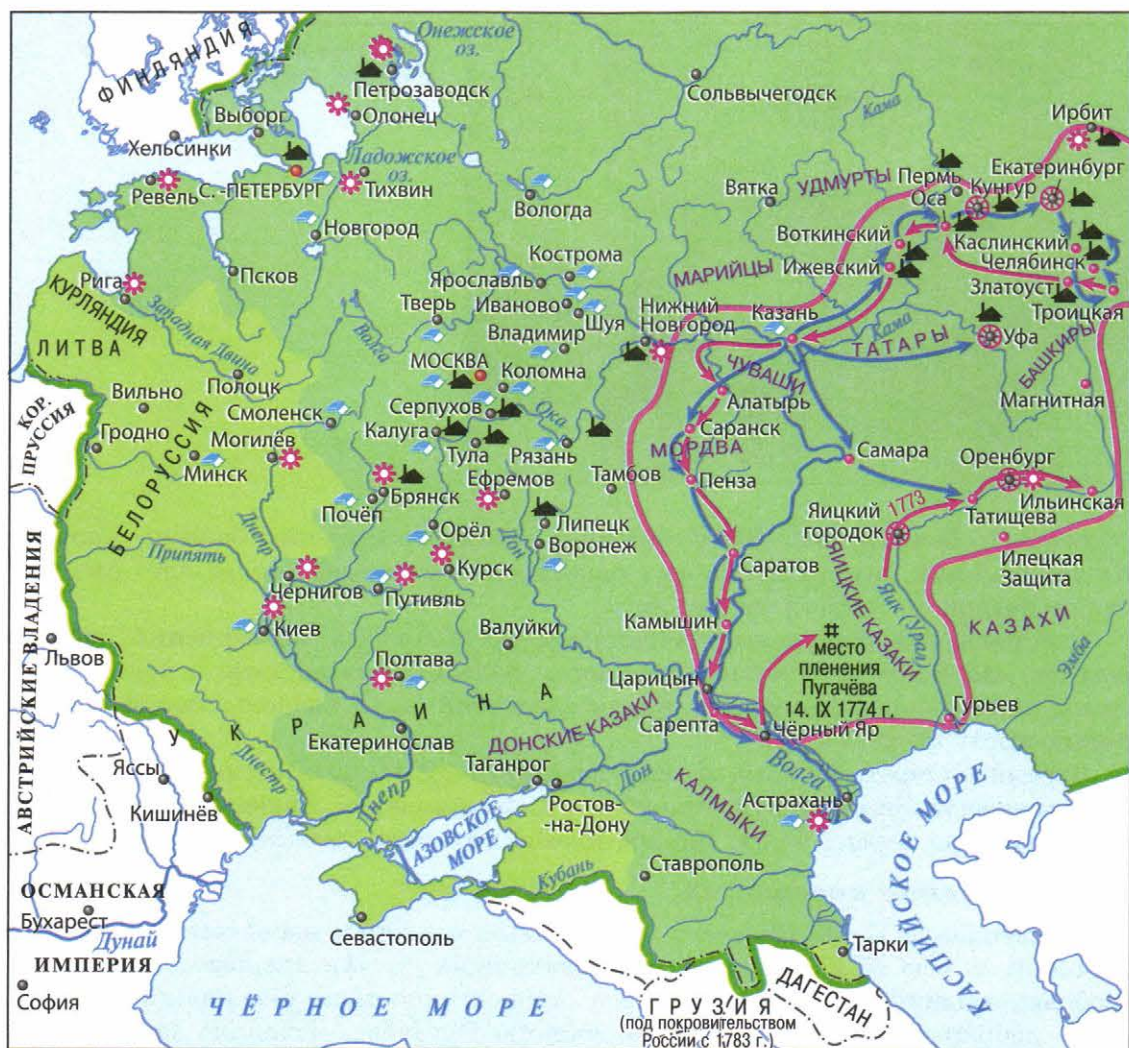 ФИНЛЯНДИЯ
Онежское
оз.
Петрозаводск
Сольвычегодск
Кама
Ирбит
Выборг
Олонец
Хельсинки
Ладожское
оз.
Екатеринбург
Пермь
Кунгур
УДМУРТЫ
Ревель
С.-ПЕТЕРБУРГ
Тихвин
Вятка
Оса
Вологда
Новгород
Воткинский
Каслинский
Челябинск
Кострома
МАРИЙЦЫ
Ижевский
Псков
Ярославль
Златоуст
Рига
Иваново
Нижний
Новгород
Казань
Троицкая
КУРЛЯНДИЯ
Тверь
Шуя
Кама
Западная Двина
Волга
Владимир
ТАТАРЫ
Уфа
ЛИТВА
МОСКВА
Коломна
ЧУВАШИ
БАШКИРЫ
Полоцк
Вильно
Серпухов
Ока
Алатырь
Магнитная
КОР.
ПРУССИЯ
Смоленск
Калуга
Саранск
Гродно
Могилёв
Тула
Рязань
МОРДВА
Самара
Оренбург
Минск
Ефремов
Тамбов
Пенза
БЕЛОРУССИЯ
Брянск
Яицкий
городок
1773
Ильинская
Татищева
Почёп
Липецк
Орёл
Дон
Воронеж
Припять
Днепр
Саратов
Илецкая
Защита
Курск
ЯИЦКИЕ КАЗАКИ
Чернигов
Путивль
Яик (Урал)
КАЗАХИ
Киев
Валуйки
Камышин
место
пленения
Пугачёва
14. IX 1774 г.
Эмба
Львов
АВСТРИЙСКИЕ ВЛАДЕНИЯ
Полтава
Царицын
Гурьев
УКРАИНА
Сарепта
Чёрный Яр
ДОНСКИЕ КАЗАКИ
Екатеринослав
Яссы
Днестр
Таганрог
Дон
Волга
Днепр
КАЛМЫКИ
Астрахань
Кишинёв
Ростов-
-на-Дону
АЗОВСКОЕ
МОРЕ
КАСПИЙСКОЕ МОРЕ
ОСМАНСКАЯ
Кубань
Ставрополь
Бухарест
Дунай
Севастополь
ИМПЕРИЯ
Тарки
София
ДАГЕСТАН
ЧЁРНОЕ МОРЕ
ГРУЗИЯ
(под покровительством
России с 1783 г.)